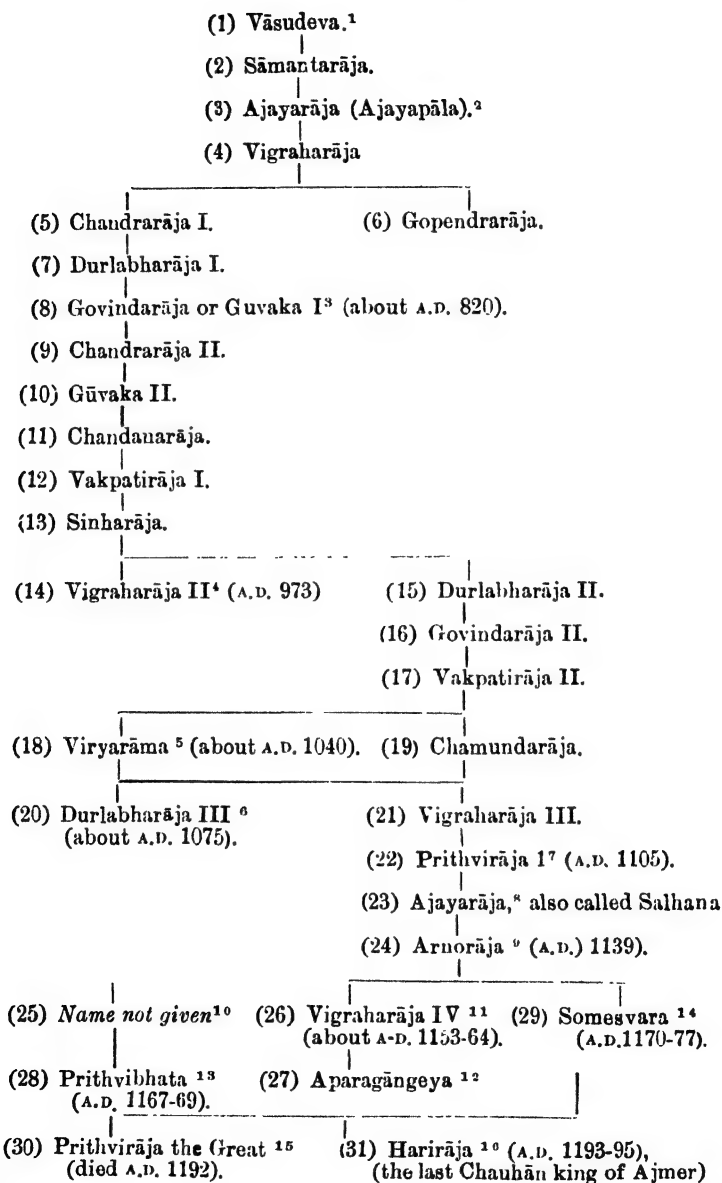 (1) Vāsudeva.¹
(2) Sāmantarāja.
(3) Ajayarāja (Ajayapāla).²
(4) Vigraharāja
(5) Chandrarāja I. (6) Gopendrarāja.
(7) Durlabharāja I.
(8) Govindarāja or Guvaka I³ (about A.D. 820).
(9) Chandrarāja II.
(10) Gūvaka II.
(11) Chandanarāja.
(12) Vakpatirāja I.
(13) Sinharāja.
(14) Vigraharāja II⁴ (A.D. 973) (15) Durlabharāja II.
(16) Govindarāja II.
(17) Vakpatirāja II.
(18) Viryarāma ⁵ (about A.D. 1040). (19) Chamundarāja.
(20) Durlabharāja III ⁶ (21) Vigraharāja III.
(about A.D. 1075).
(22) Prithvirāja 1⁷ (A.D. 1105).
(23) Ajayarāja,⁸ also called Salhana
(24) Arnorāja ⁹ (A.D.) 1139).
(25) Name not given¹⁰ (26) Vigraharāja IV ¹¹ (29) Somesvara ¹⁴
(about A-D. 1153-64). (A.D.1170-77).
(28) Prithvibhata ¹³ (27) Aparagāngeya ¹²
(A.D. 1167-69).
(30) Prithvirāja the Great ¹⁵ (31) Harirāja ¹⁶ (A.D. 1193-95),
(died A.D. 1192). (the last Chauhān king of Ajmer)